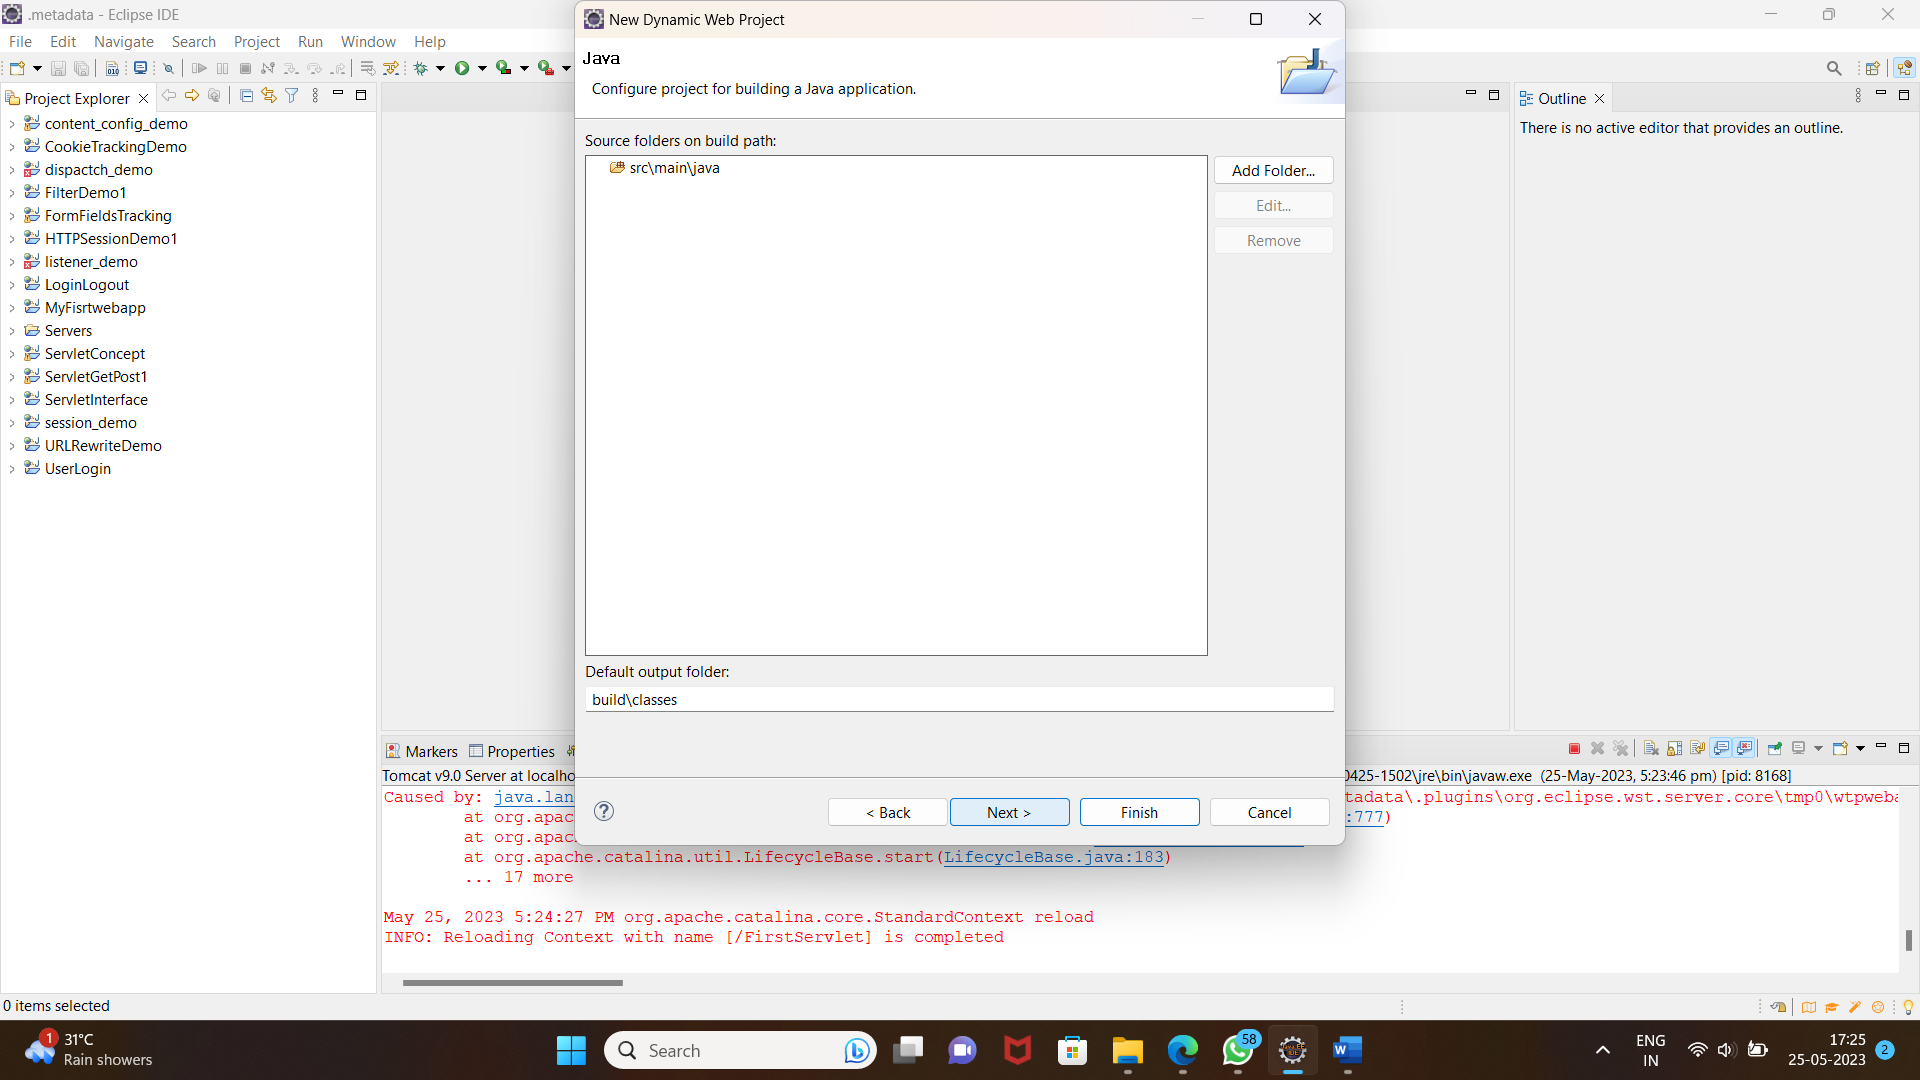 .metadata - Eclipse IDE
File Edit Navigate Search Project Run Window Help
Project Explorer
content_config_demo
CookieTrackingDemo
dispactch_demo
FilterDemo1
FormFieldsTracking
HTTPSessionDemo1
listener_demo
LoginLogout
MyFisrtwebapp
Servers
ServletConcept
ServletGetPost1
ServletInterface
session_demo
URLRewriteDemo
UserLogin
New Dynamic Web Project
Java
Configure project for building a Java application.
Source folders on build path:
src\main\java
Add Folder...
Edit...
Remove
Default output folder:
build\classes
< Back Next > Finish Cancel
Outline
There is no active editor that provides an outline.
Markers Properties
Tomcat v9.0 Server at localho 0425-1502\jre\bin\javaw.exe (25-May-2023, 5:23:46 pm) [pid: 8168]
Caused by: java.lan tadata\.plugins\org.eclipse.wst.server.core\tmp0\wtpweba
at org.apac :777)
at org.apac
at org.apache.catalina.util.LifecycleBase.start(LifecycleBase.java:183)
... 17 more
May 25, 2023 5:24:27 PM org.apache.catalina.core.StandardContext reload
INFO: Reloading Context with name [/FirstServlet] is completed
0 items selected
1
31°C
Rain showers
Search
58
ENG
IN
17:25
25-05-2023
2